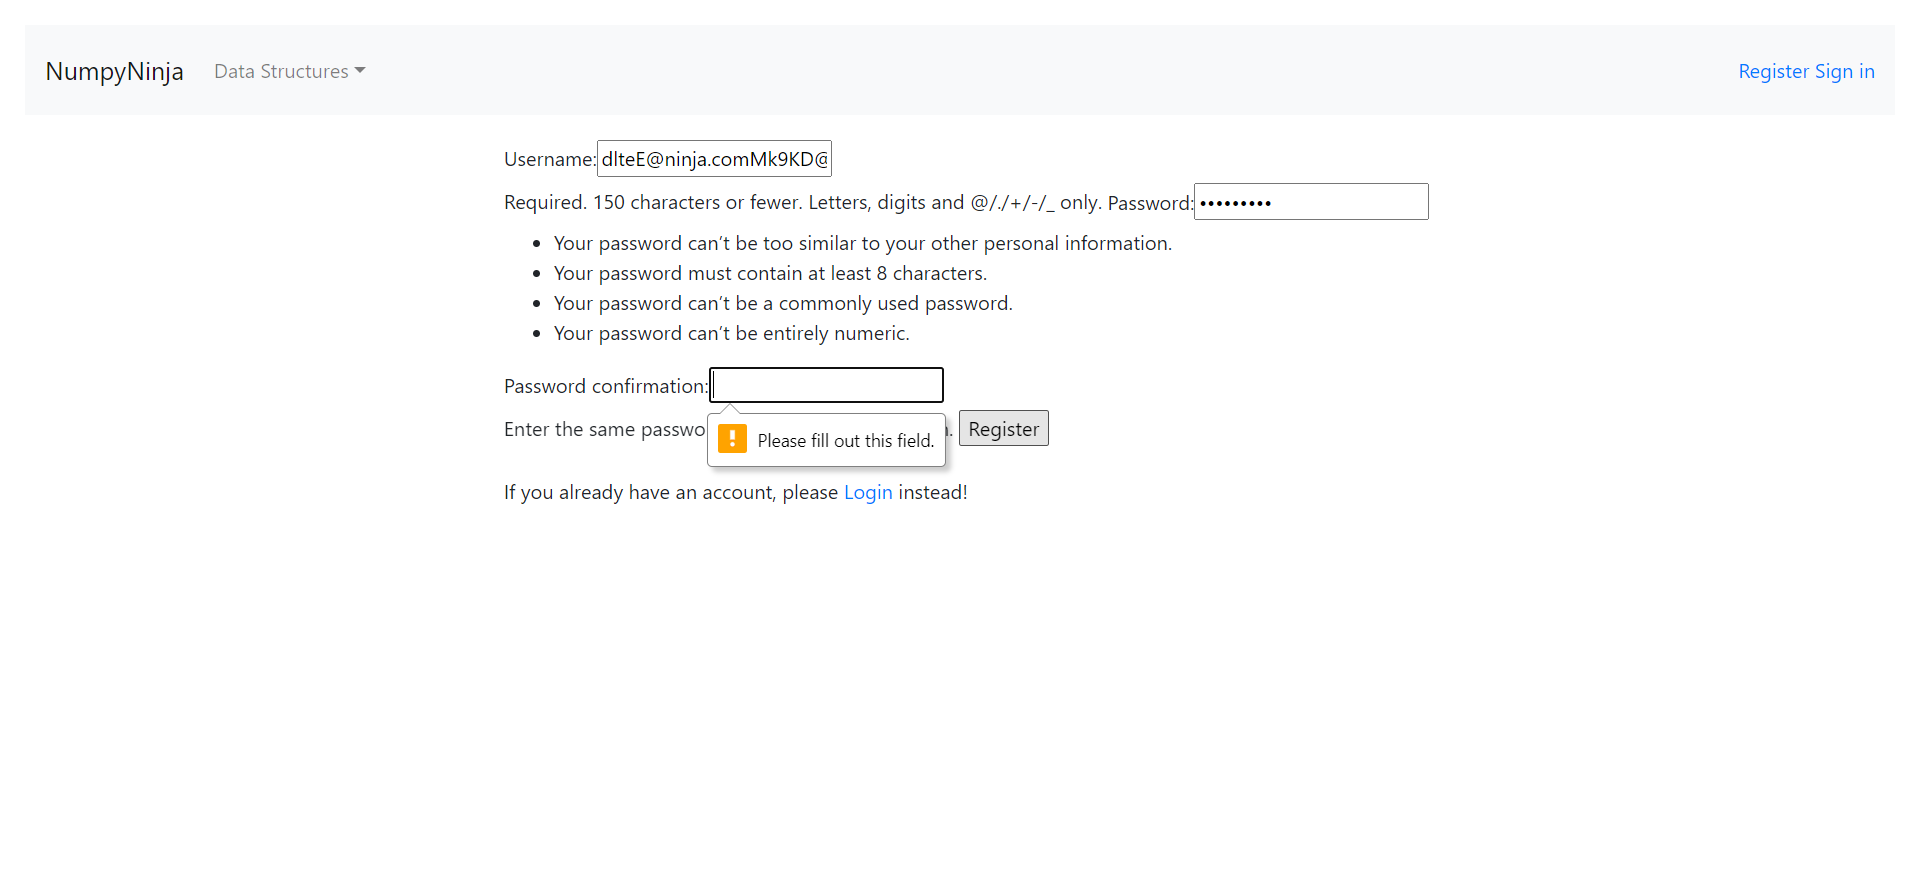 NumpyNinja Data Structures Register Sign in
Username: dlteE@ninja.comMk9KD@
Required. 150 characters or fewer. Letters, digits and @/./+/-/_ only. Password: •••••••••
• Your password can’t be too similar to your other personal information.
• Your password must contain at least 8 characters.
• Your password can’t be a commonly used password.
• Your password can’t be entirely numeric.
Password confirmation:
Enter the same Register
Please fill out this field.
If you already have an account, please Login instead!